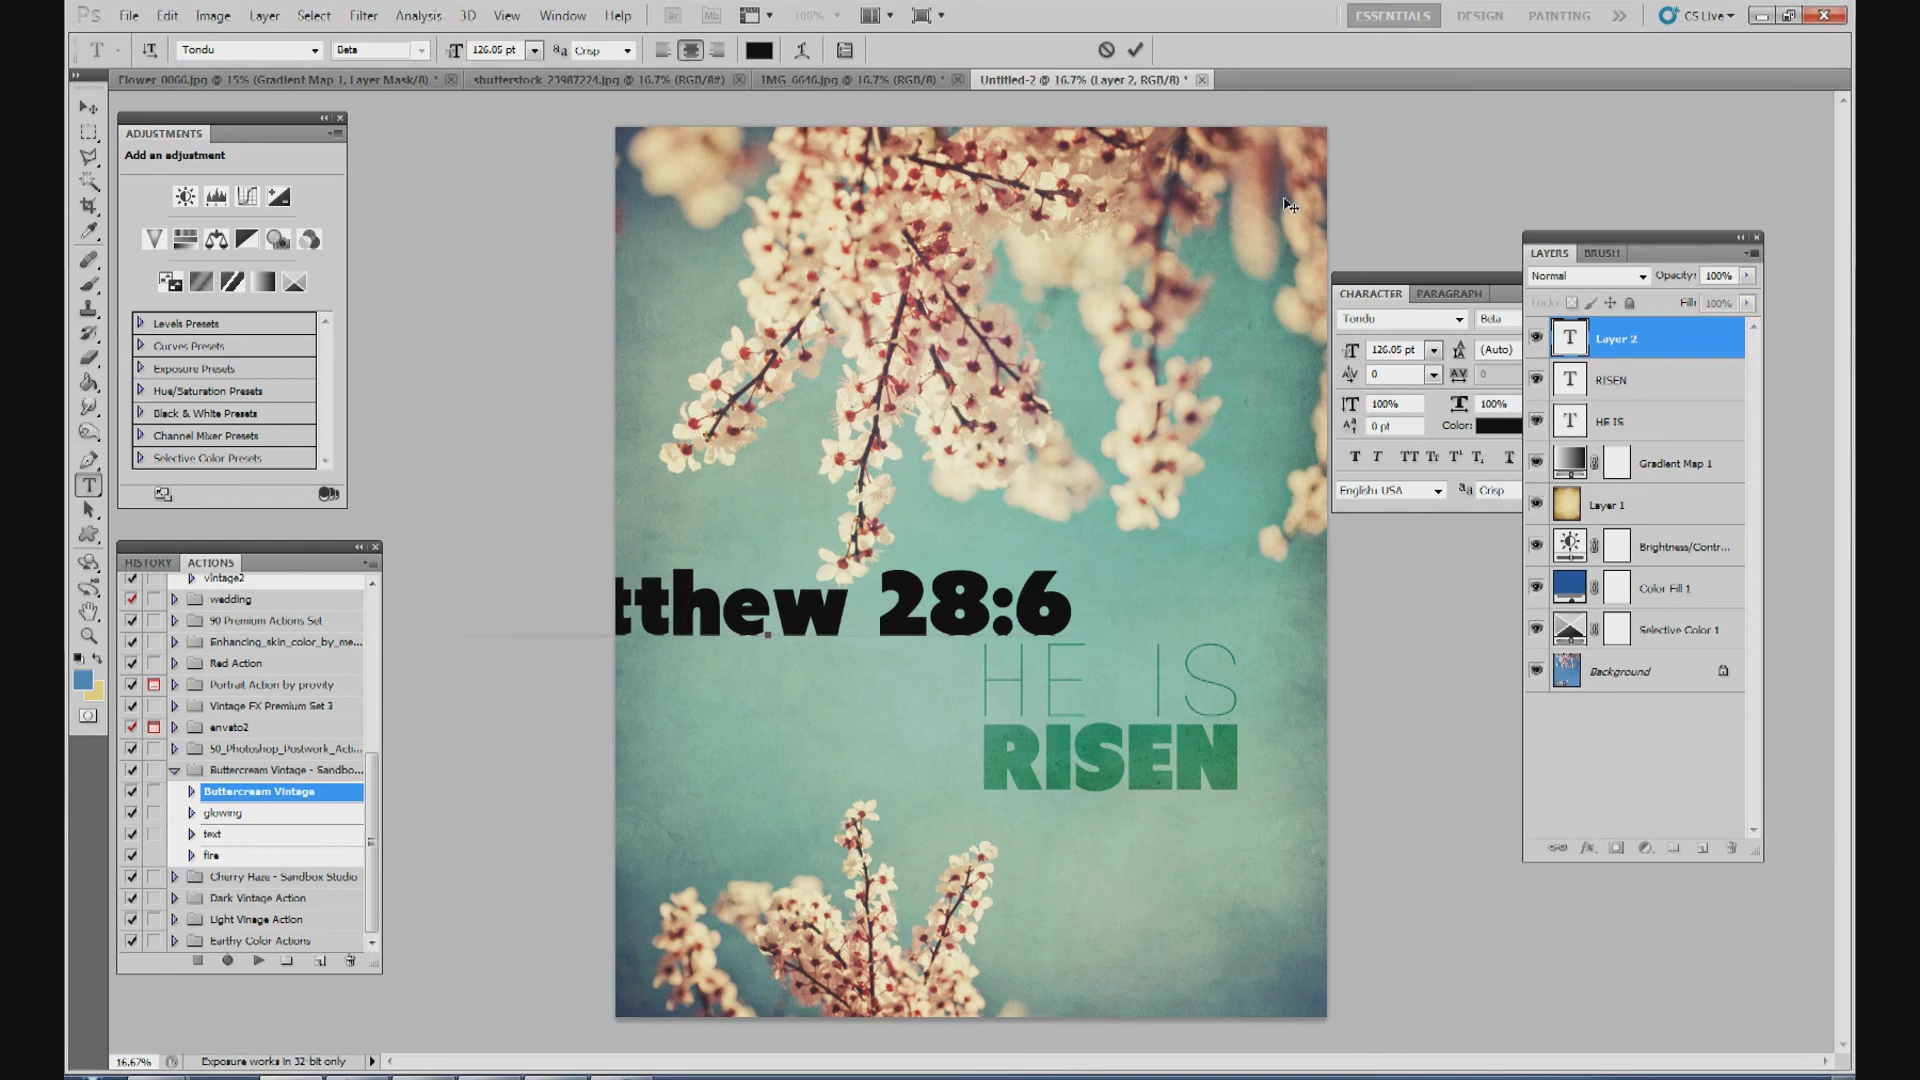 Ps File Edit Image Layer Select Filter Analysis 3D View Window Help Br Mb 100% ESSENTIALS DESIGN PAINTING CS Live
T Tondu Beta 126.05 pt Crisp
Flower_0066.jpg @ 15% (Gradient Map 1, Layer Mask/8) *
shutterstock_23987224.jpg @ 16.7% (RGB/8#)
IMG_6646.jpg @ 16.7% (RGB/8) *
Untitled-2 @ 16.7% (Layer 2, RGB/8) *
ADJUSTMENTS
Add an adjustment
Levels Presets
Curves Presets
Exposure Presets
Hue/Saturation Presets
Black & White Presets
Channel Mixer Presets
Selective Color Presets
HISTORY ACTIONS
vintage2
wedding
90 Premium Actions Set
Enhancing_skin_color_by_me...
Red Action
Portrait Action by provity
Vintage FX Premium Set 3
envato2
50_Photoshop_Postwork_Acti...
Buttercream Vintage - Sandbo...
Buttercream Vintage
glowing
text
fire
Cherry Haze - Sandbox Studio
Dark Vintage Action
Light Vinage Action
Earthy Color Actions
tthew 28:6
HE IS
RISEN
CHARACTER PARAGRAPH
Tondu Beta
126.05 pt (Auto)
0 0
100% 100%
0 pt Color:
English: USA Crisp
LAYERS BRUSH
Normal Opacity: 100%
Lock: Fill: 100%
Layer 2
RISEN
HE IS
Gradient Map 1
Layer 1
Brightness/Contr...
Color Fill 1
Selective Color 1
Background
16.67% Exposure works in 32 bit only